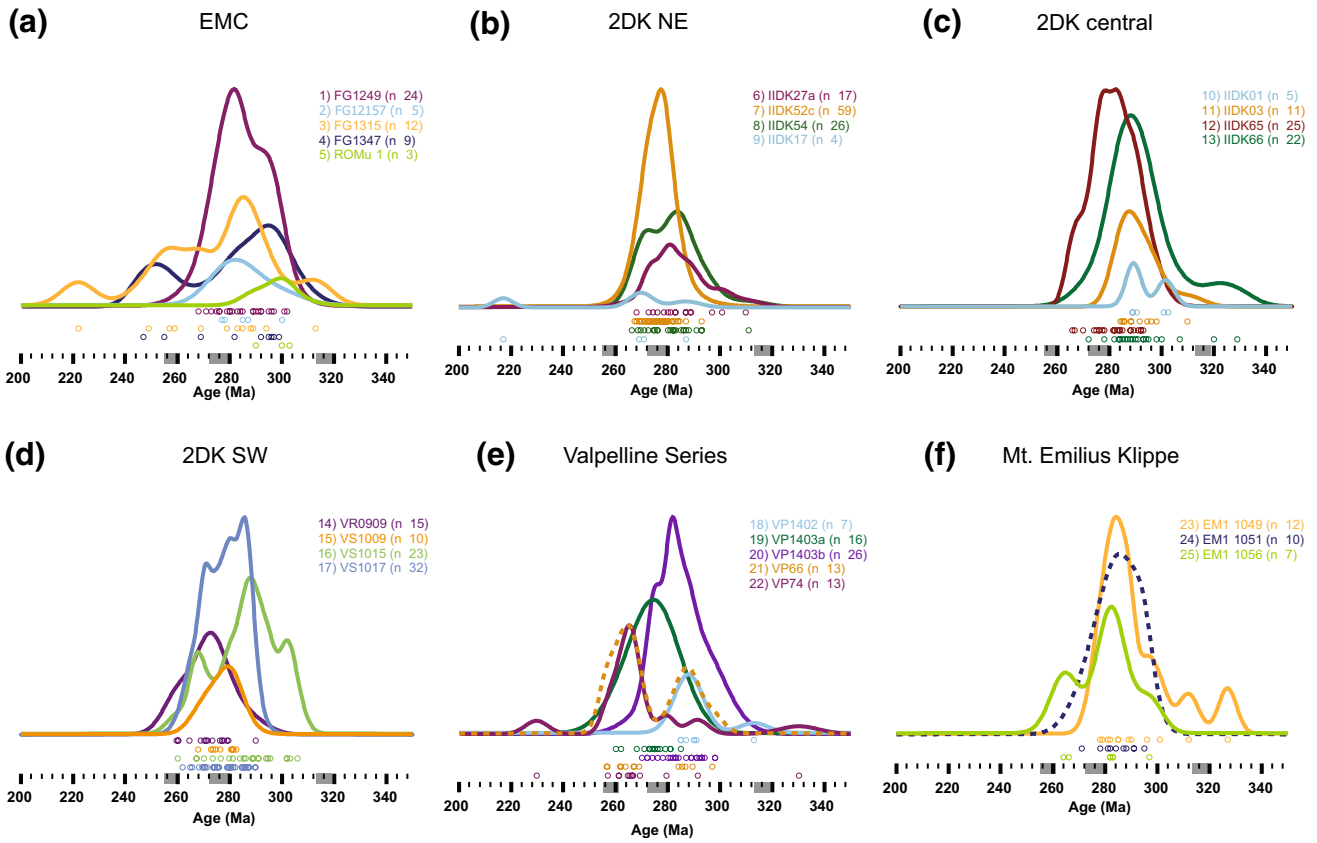 (a)
EMC
1) FG1249 (n 24)
2) FG12157 (n 5)
3) FG1315 (n 12)
4) FG1347 (n 9)
5) ROMu 1 (n 3)
200 220 240 260 280 300 320 340
Age (Ma)
(b)
2DK NE
6) IIDK27a (n 17)
7) IIDK52c (n 59)
8) IIDK54 (n 26)
9) IIDK17 (n 4)
200 220 240 260 280 300 320 340
Age (Ma)
(c)
2DK central
10) IIDK01 (n 5)
11) IIDK03 (n 11)
12) IIDK65 (n 25)
13) IIDK66 (n 22)
200 220 240 260 280 300 320 340
Age (Ma)
(d)
2DK SW
14) VR0909 (n 15)
15) VS1009 (n 10)
16) VS1015 (n 23)
17) VS1017 (n 32)
200 220 240 260 280 300 320 340
Age (Ma)
(e)
Valpelline Series
18) VP1402 (n 7)
19) VP1403a (n 16)
20) VP1403b (n 26)
21) VP66 (n 13)
22) VP74 (n 13)
200 220 240 260 280 300 320 340
Age (Ma)
(f)
Mt. Emilius Klippe
23) EM1 1049 (n 12)
24) EM1 1051 (n 10)
25) EM1 1056 (n 7)
200 220 240 260 280 300 320 340
Age (Ma)